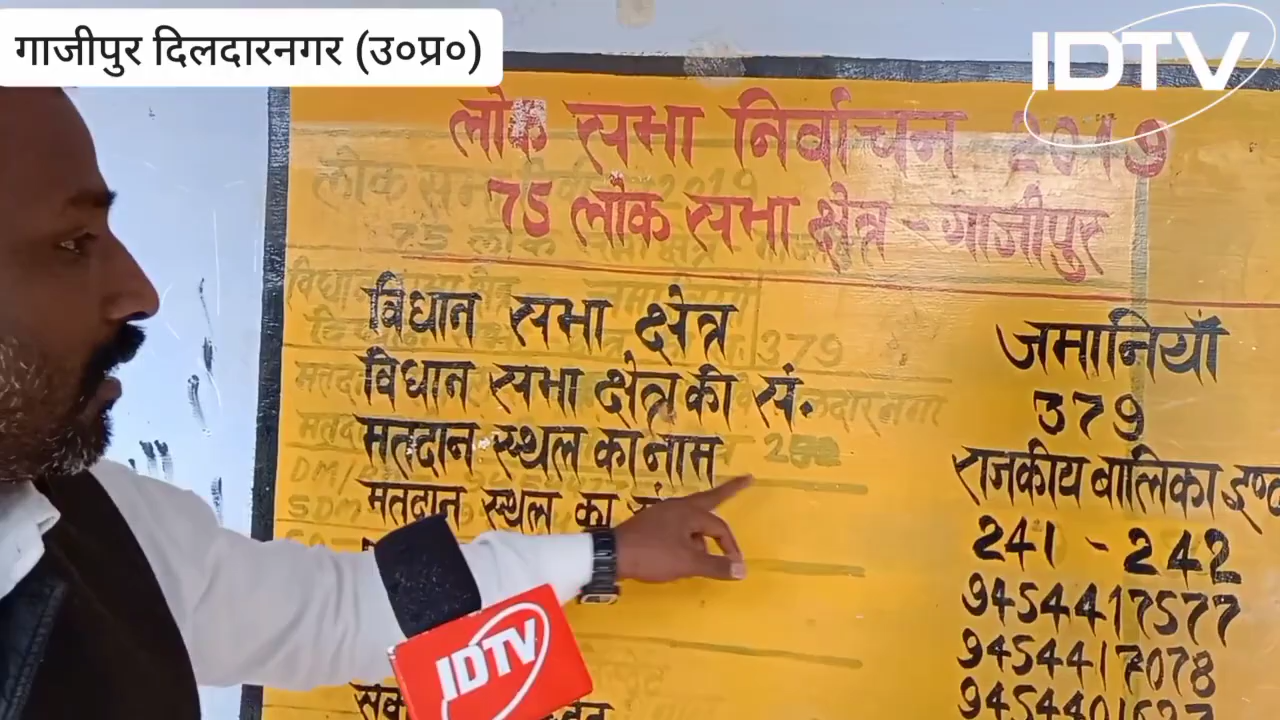 गाजीपुर दिलदारनगर (उ०प्र०)
IDTV
लोक सभा निर्वाचन 2019
75 लोक सभा क्षेत्र - गाजीपुर
विधान सभा क्षेत्र जमानियाँ
विधान सभा क्षेत्र की सं. 379
मतदान स्थल का नाम राजकीय बालिका
मतदान स्थल का 241 - 242
9454417577
9454417078
IDTV